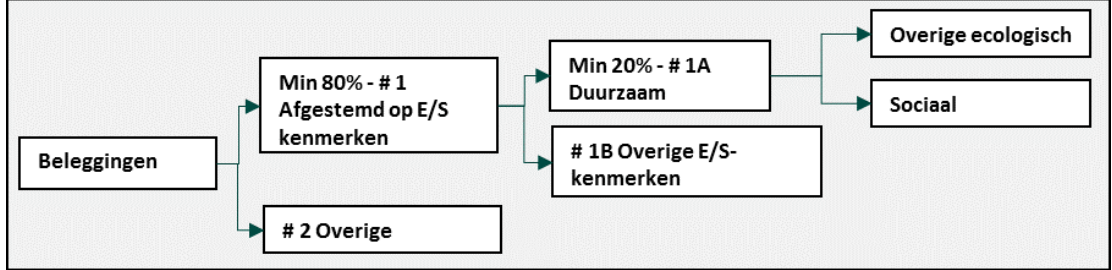 Beleggingen
Min 80% - # 1
Afgestemd op E/S
kenmerken
# 2 Overige
Min 20% - # 1A
Duurzaam
# 1B Overige E/S-
kenmerken
Overige ecologisch
Sociaal